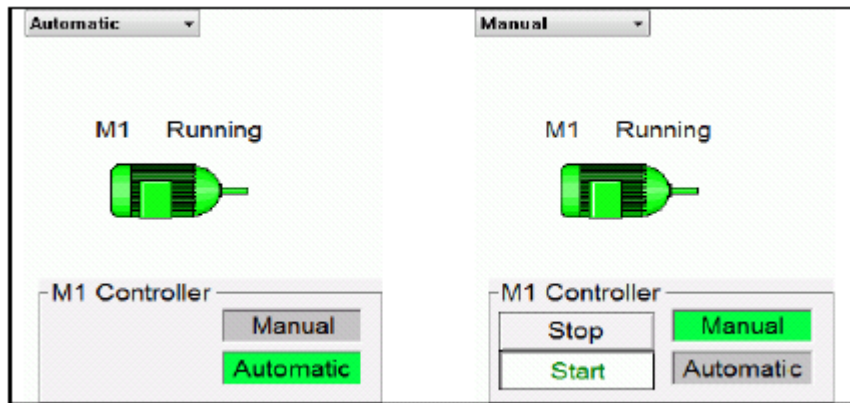 Automatic
M1 Running
M1 Controller
Manual
Automatic
Manual
M1 Running
M1 Controller
Stop Manual
Start Automatic